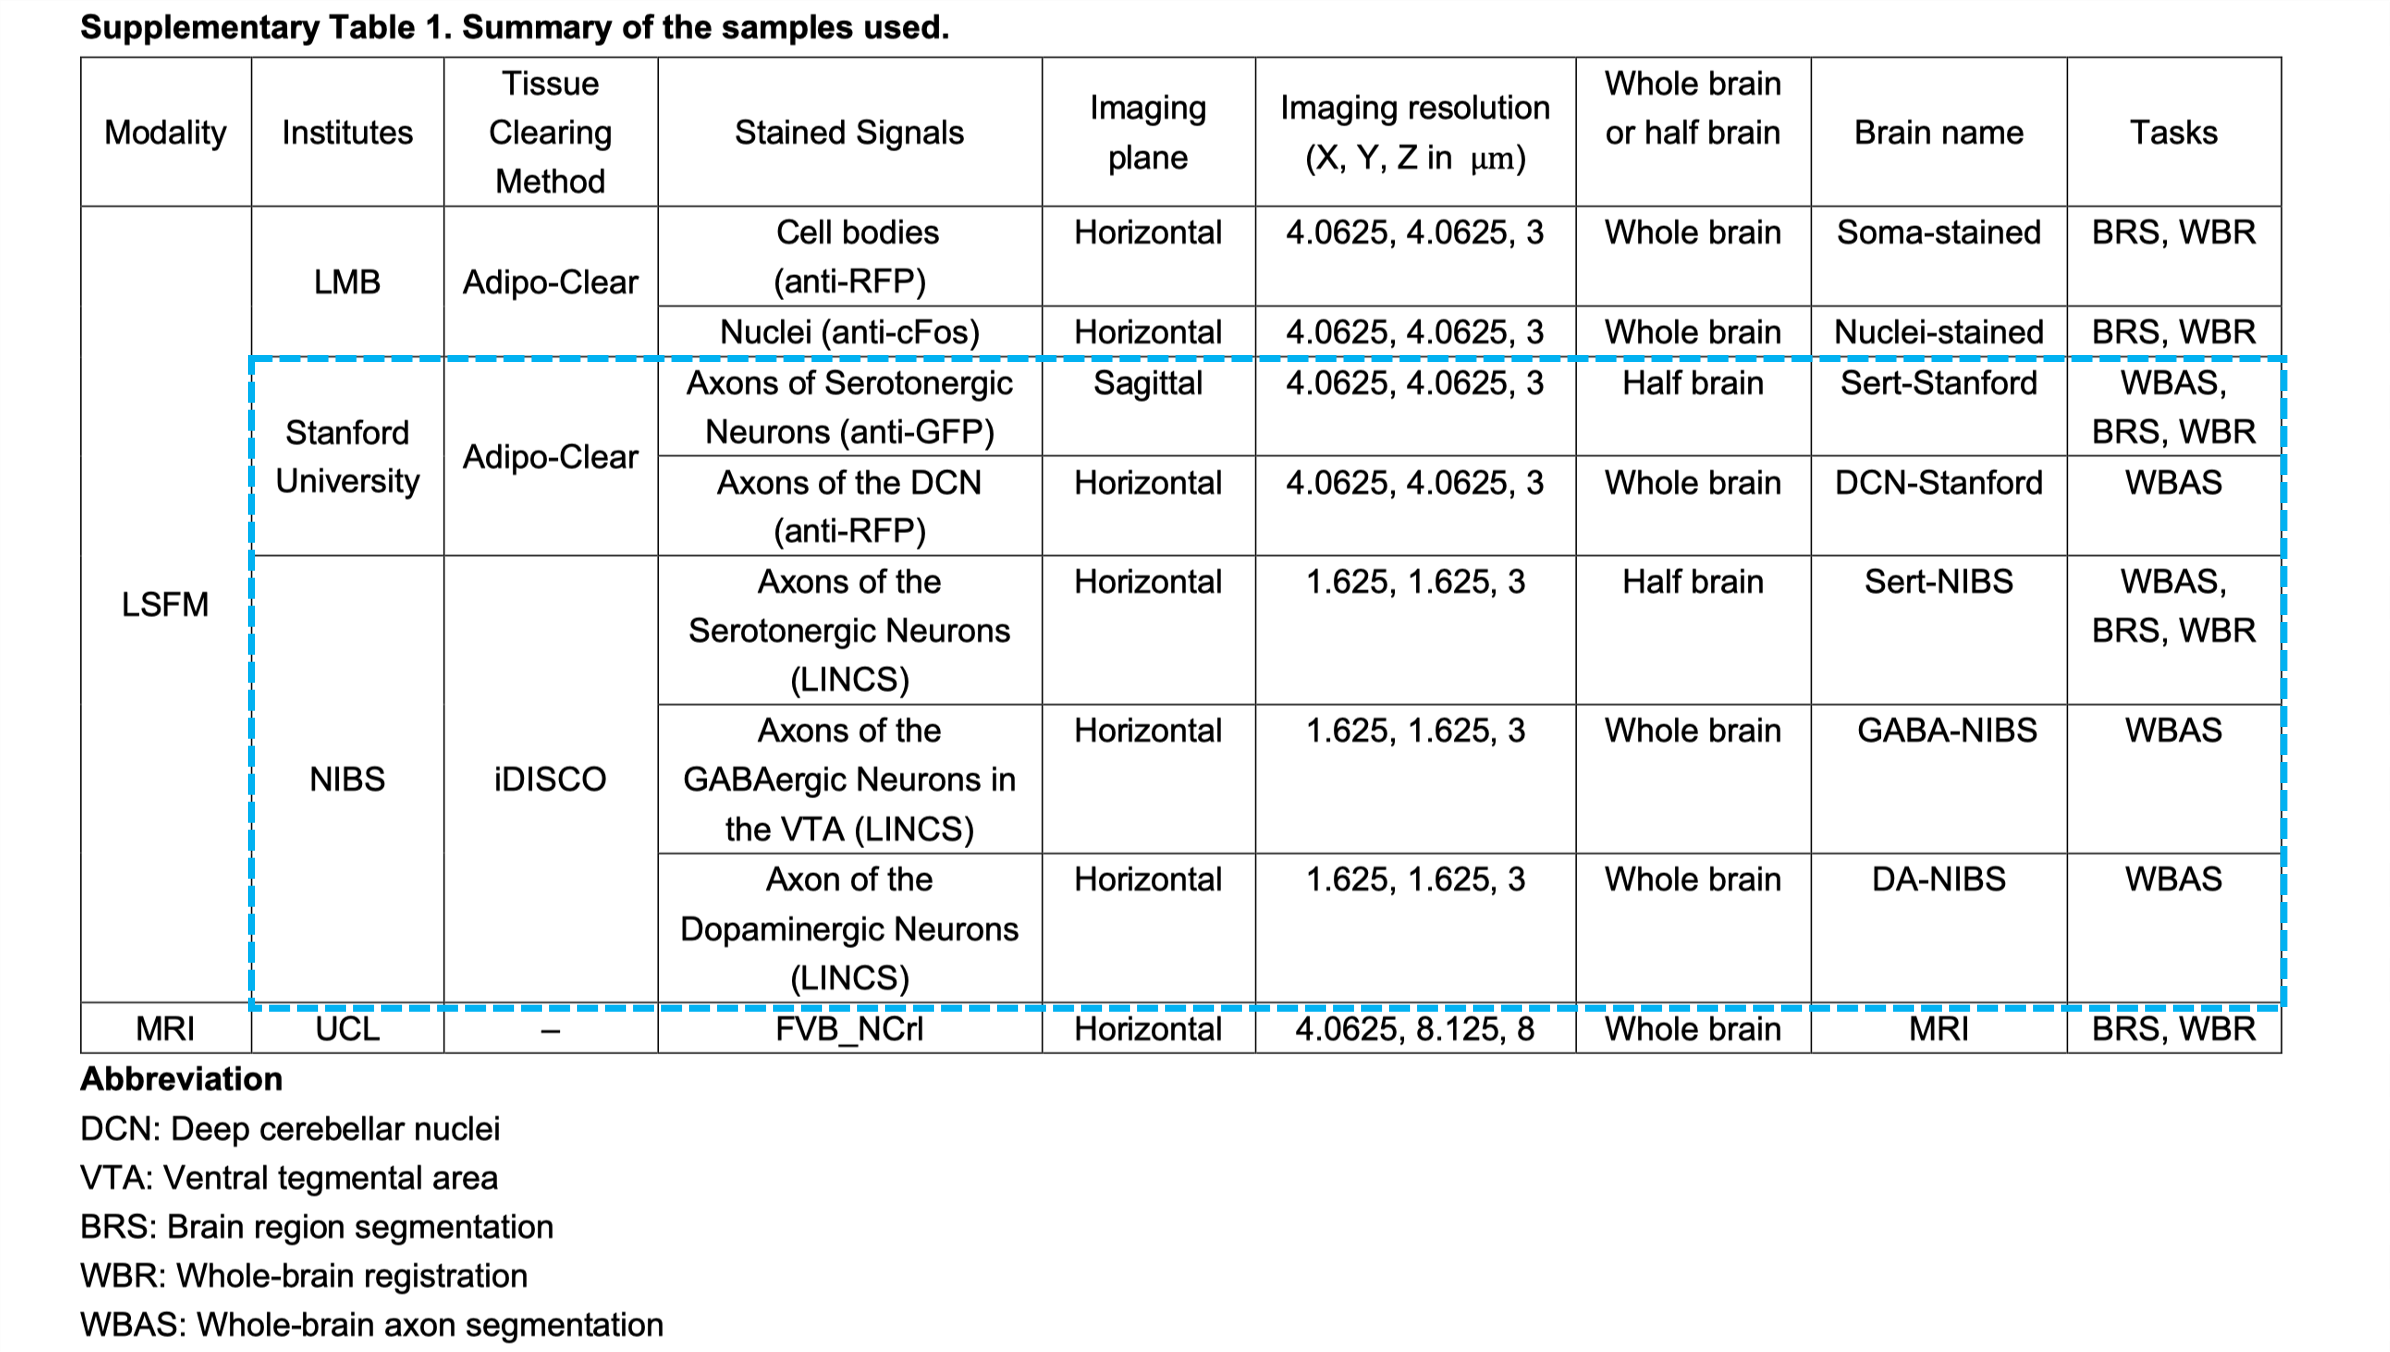 Supplementary Table 1. Summary of the samples used.
Modality
Institutes
Tissue
Clearing
Method
Stained Signals
Imaging
plane
Imaging resolution
(X, Y, Z in μm)
Whole brain
or half brain
Brain name
Tasks
LSFM
LMB
Adipo-Clear
Cell bodies
(anti-RFP)
Horizontal
4.0625, 4.0625, 3
Whole brain
Soma-stained
BRS, WBR
Nuclei (anti-cFos)
Horizontal
4.0625, 4.0625, 3
Whole brain
Nuclei-stained
BRS, WBR
Stanford
University
Adipo-Clear
Axons of Serotonergic
Neurons (anti-GFP)
Sagittal
4.0625, 4.0625, 3
Half brain
Sert-Stanford
WBAS,
BRS, WBR
Axons of the DCN
(anti-RFP)
Horizontal
4.0625, 4.0625, 3
Whole brain
DCN-Stanford
WBAS
NIBS
iDISCO
Axons of the
Serotonergic Neurons
(LINCS)
Horizontal
1.625, 1.625, 3
Half brain
Sert-NIBS
WBAS,
BRS, WBR
Axons of the
GABAergic Neurons in
the VTA (LINCS)
Horizontal
1.625, 1.625, 3
Whole brain
GABA-NIBS
WBAS
Axon of the
Dopaminergic Neurons
(LINCS)
Horizontal
1.625, 1.625, 3
Whole brain
DA-NIBS
WBAS
MRI
UCL
–
FVB_NCrl
Horizontal
4.0625, 8.125, 8
Whole brain
MRI
BRS, WBR
Abbreviation
DCN: Deep cerebellar nuclei
VTA: Ventral tegmental area
BRS: Brain region segmentation
WBR: Whole-brain registration
WBAS: Whole-brain axon segmentation